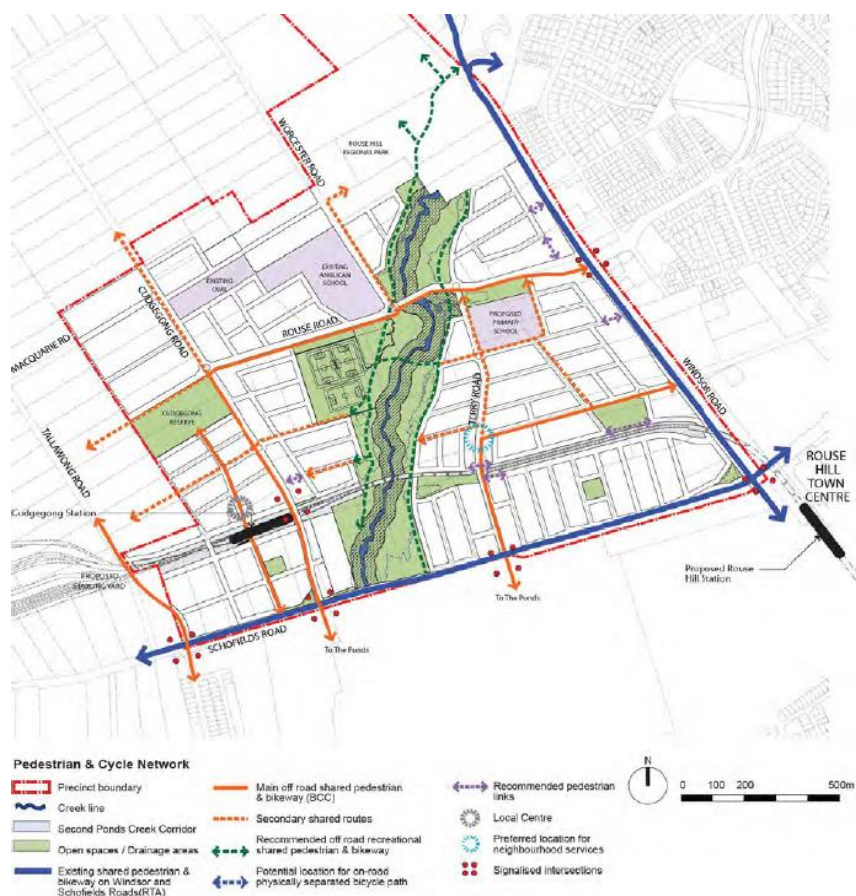 WORCESTER ROAD
ROUSE HILL
REGIONAL PARK
EXISTING
ANGLICAN
SCHOOL
EXISTING
OVAL
CUDGEGONG ROAD
ROUSE ROAD
MACQUARIE RD
PROPOSED
PRIMARY
SCHOOL
TERRY ROAD
WINDSOR ROAD
CUDGEGONG
RESERVE
TALLAWONG ROAD
ROUSE
HILL
TOWN
CENTRE
Cudgegong Station
PROPOSED
STABLING YARD
Proposed Rouse
Hill Station
To The Ponds
SCHOFIELDS ROAD
To The Ponds
Pedestrian & Cycle Network
Precinct boundary
Creek line
Second Ponds Creek Corridor
Open spaces / Drainage areas
Existing shared pedestrian &
bikeway on Windsor and
Schofields Roads(RTA)
Main off road shared pedestrian
& bikeway (BCC)
Secondary shared routes
Recommended off road recreational
shared pedestrian & bikeway
Potential location for on-road
physically separated bicycle path
Recommended pedestrian
links
Local Centre
Preferred location for
neighbourhood services
Signalised intersections
N
0 100 200 500m